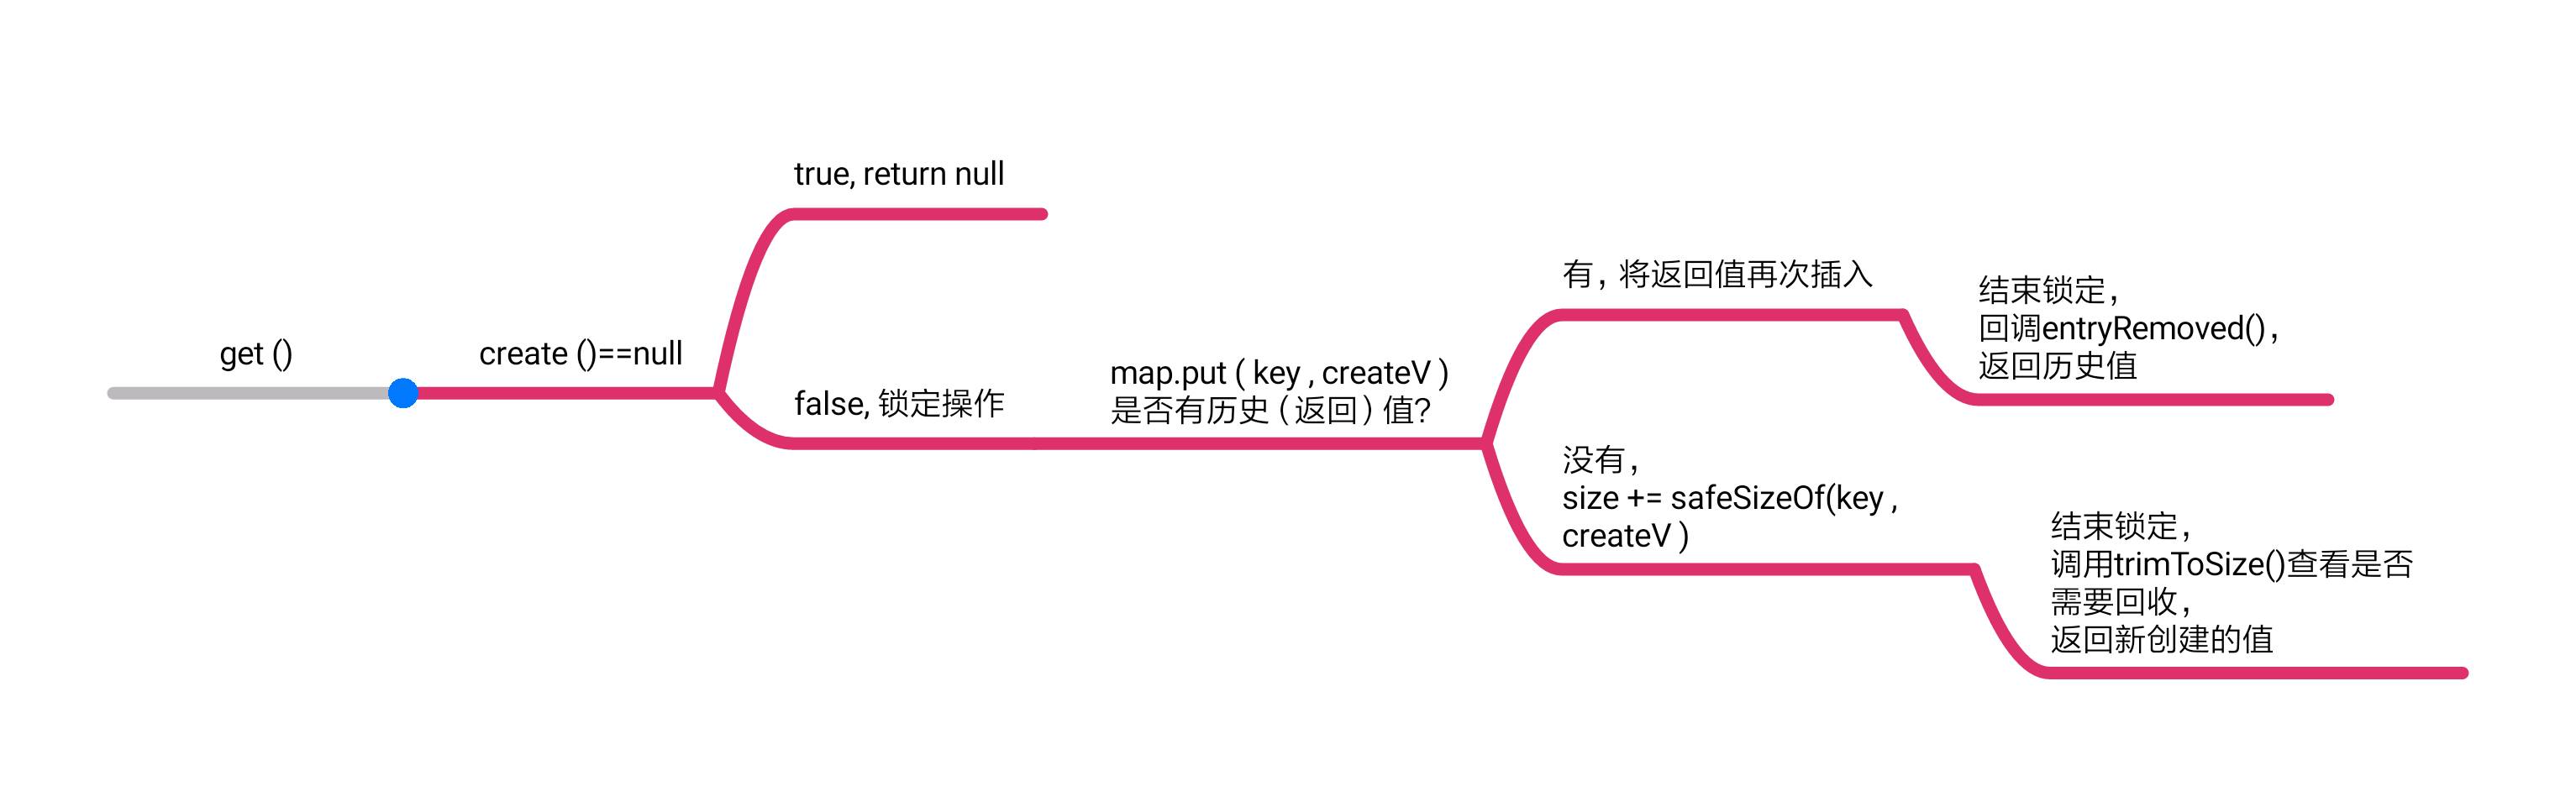 get ()
create ()==null
true, return null
false, 锁定操作
map.put ( key , createV )
是否有历史（返回）值?
有，将返回值再次插入
结束锁定，
回调entryRemoved()，
返回历史值
没有，
size += safeSizeOf(key ,
createV )
结束锁定，
调用trimToSize()查看是否
需要回收，
返回新创建的值